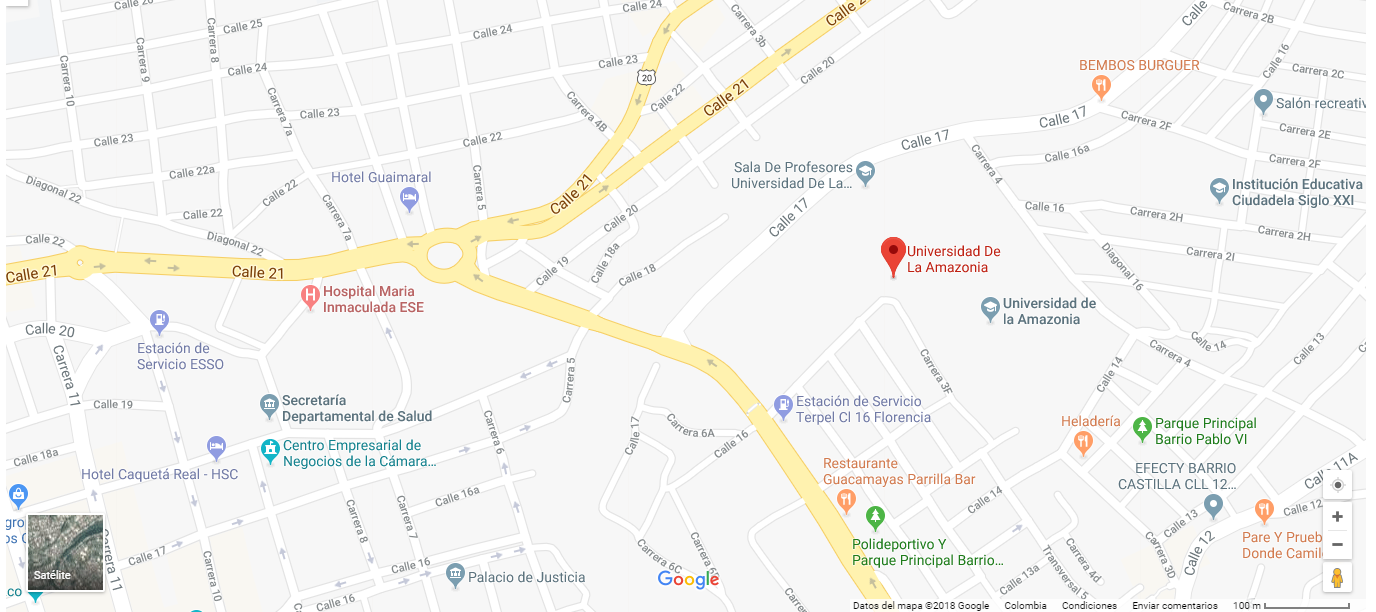 Carrera 10
Carrera 9
Calle 25
Carrera 8
Calle 24
Calle 24
Calle 23
Calle 23
Calle 23
Carrera 7a
Calle 22a
Calle 22
Calle 22
Diagonal 22
Calle 22
Diagonal 22
Carrera 7a
Calle 24
Calle 24
Calle 23
20
Calle 22
Carrera 4B
Carrera 5
Carrera 3b
Calle 21
Calle 20
Calle 21
Calle 20
Calle 19
Calle 18a
Calle 18
Hotel Guaimaral
Calle 21
Calle 21
Hospital Maria
Inmaculada ESE
Calle 20
Estación de
Servicio ESSO
Carrera 11
Calle 19
Calle 18a
Secretaría
Departamental de Salud
Centro Empresarial de
Negocios de la Cámara...
Hotel Caquetá Real - HSC
Carrera 5
Carrera 6
Calle 16a
Calle 17
Calle 16
Calle 16
Carrera 11
Palacio de Justicia
Satélite
Sala De Profesores
Universidad De La...
Calle 17
Calle 17
Calle 17
BEMBOS BURGUER
Carrera 2B
Calle 16
Carrera 2C
Salón recreativ
Carrera 2E
Carrera 2F
Carrera 2F
Calle 16a
Carrera 4
Institución Educativa
Ciudadela Siglo XXI
Calle 16
Carrera 2H
Carrera 2H
Diagonal 16
Universidad De
La Amazonia
Universidad de
la Amazonia
Calle 14
Carrera 4
Calle 13
Calle 14
Carrera 3F
Estación de Servicio
Terpel Cl 16 Florencia
Calle 17
Carrera 6A
Calle 16
Heladería
Parque Principal
Barrio Pablo VI
Restaurante
Guacamayas Parrilla Bar
EFECTY BARRIO
CASTILLA CLL 12...
Calle 11A
Calle 14
Calle 13
Calle 12
Calle 12
Pare Y Prueb
Donde Camil
Polideportivo Y
Parque Principal Barrio...
Carrera 6C
Carrera 6C
Calle 13a
Transversal 5
Carrera 4d
Google
Datos del mapa ©2018 Google Colombia Condiciones Enviar comentarios 100 m